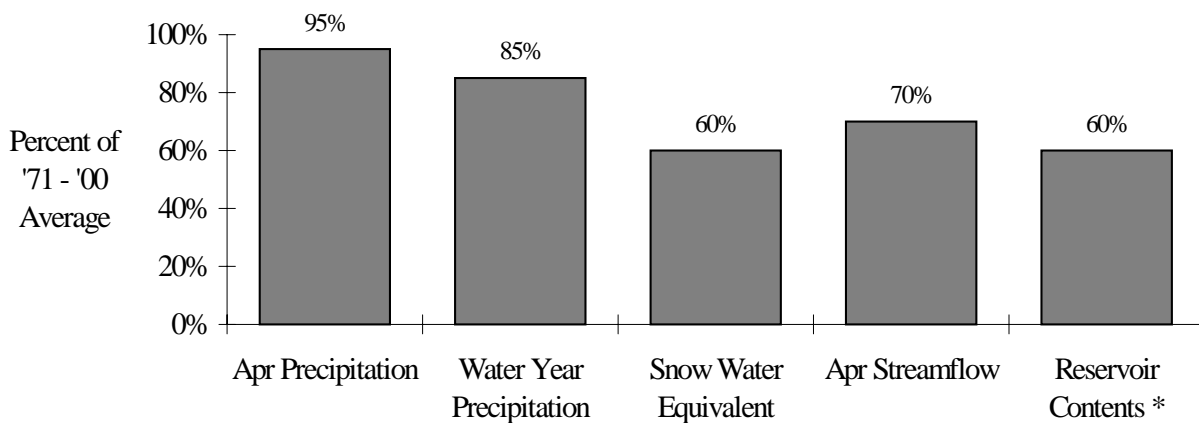 Percent of
'71 - '00
Average
100%
80%
60%
40%
20%
0%
95%
85%
60%
70%
60%
Apr Precipitation
Water Year
Precipitation
Snow Water
Equivalent
Apr Streamflow
Reservoir
Contents *